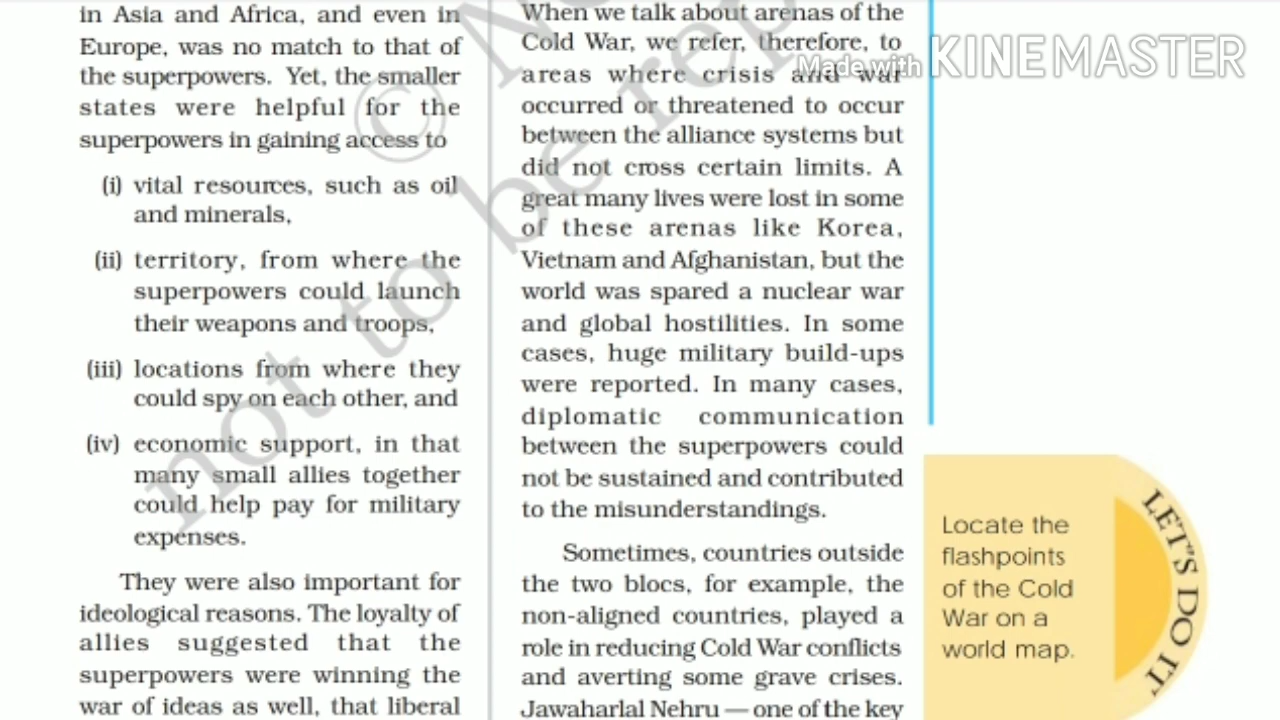 in Asia and Africa, and even in
Europe, was no match to that of
the superpowers. Yet, the smaller
states were helpful for the
superpowers in gaining access to
(i) vital resources, such as oil
and minerals,
(ii) territory, from where the
superpowers could launch
their weapons and troops,
(iii) locations from where they
could spy on each other, and
(iv) economic support, in that
many small allies together
could help pay for military
expenses.
They were also important for
ideological reasons. The loyalty of
allies suggested that the
superpowers were winning the
war of ideas as well, that liberal
When we talk about arenas of the
Cold War, we refer, therefore, to
areas where crisis and war
occurred or threatened to occur
between the alliance systems but
did not cross certain limits. A
great many lives were lost in some
of these arenas like Korea,
Vietnam and Afghanistan, but the
world was spared a nuclear war
and global hostilities. In some
cases, huge military build-ups
were reported. In many cases,
diplomatic communication
between the superpowers could
not be sustained and contributed
to the misunderstandings.
Sometimes, countries outside
the two blocs, for example, the
non-aligned countries, played a
role in reducing Cold War conflicts
and averting some grave crises.
Jawaharlal Nehru — one of the key
Made with KINEMASTER
Locate the
flashpoints
of the Cold
War on a
world map.
LET"S DO IT
©
not to be rep